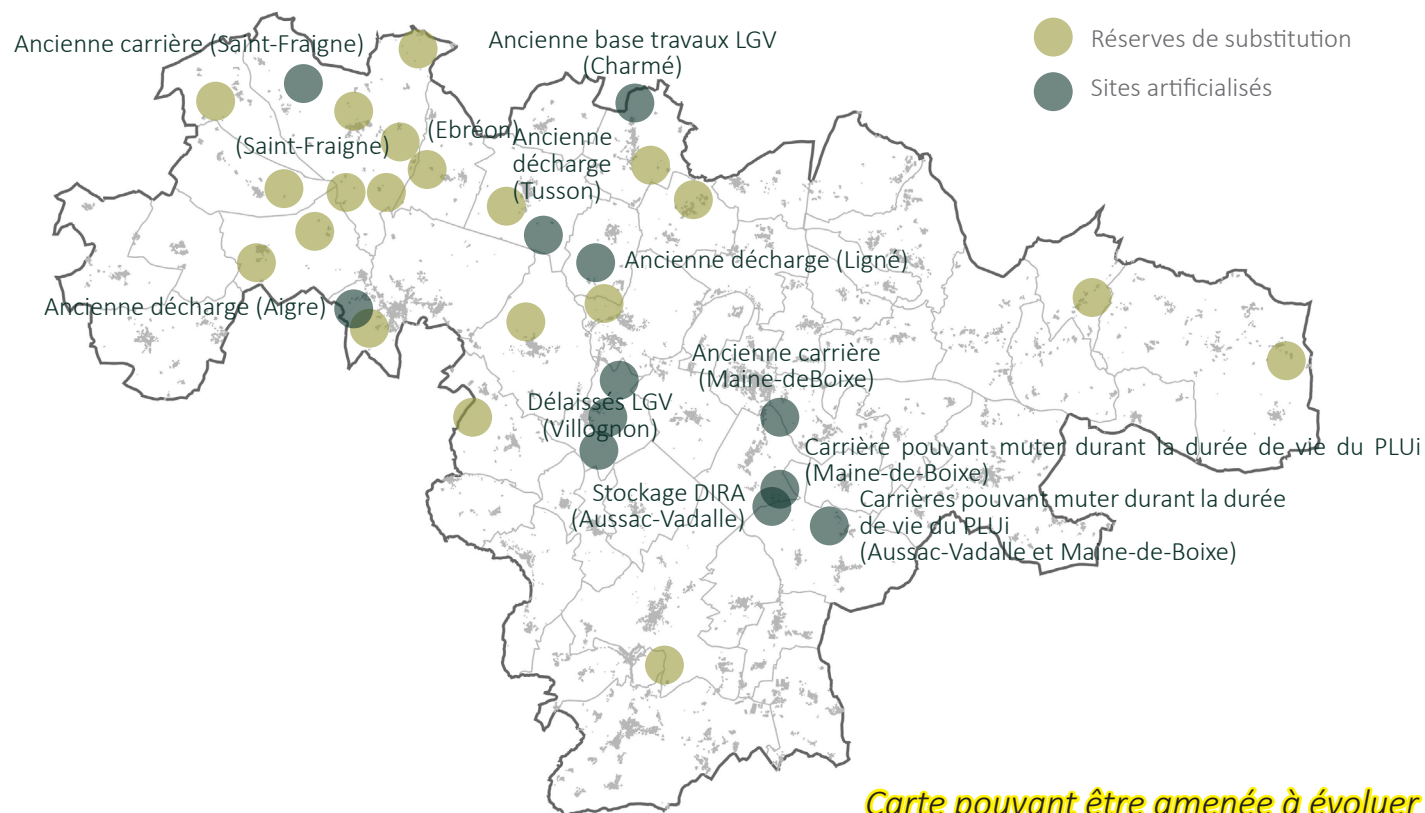 Ancienne carrière (Saint-Fraigne)
Ancienne base travaux LGV
(Charmé)
Réserves de substitution
Sites artificialisés
(Saint-Fraigne)
(Ebréon)
Ancienne
décharge
(Tusson)
Ancienne décharge (Ligné)
Ancienne décharge (Aigre)
Ancienne carrière
(Maine-deBoixe)
Délaissés LGV
(Villognon)
Carrière pouvant muter durant la durée de vie du PLUi
(Maine-de-Boixe)
Stockage DIRA
(Aussac-Vadalle)
Carrières pouvant muter durant la durée
de vie du PLUi
(Aussac-Vadalle et Maine-de-Boixe)
Carte pouvant être amenée à évoluer